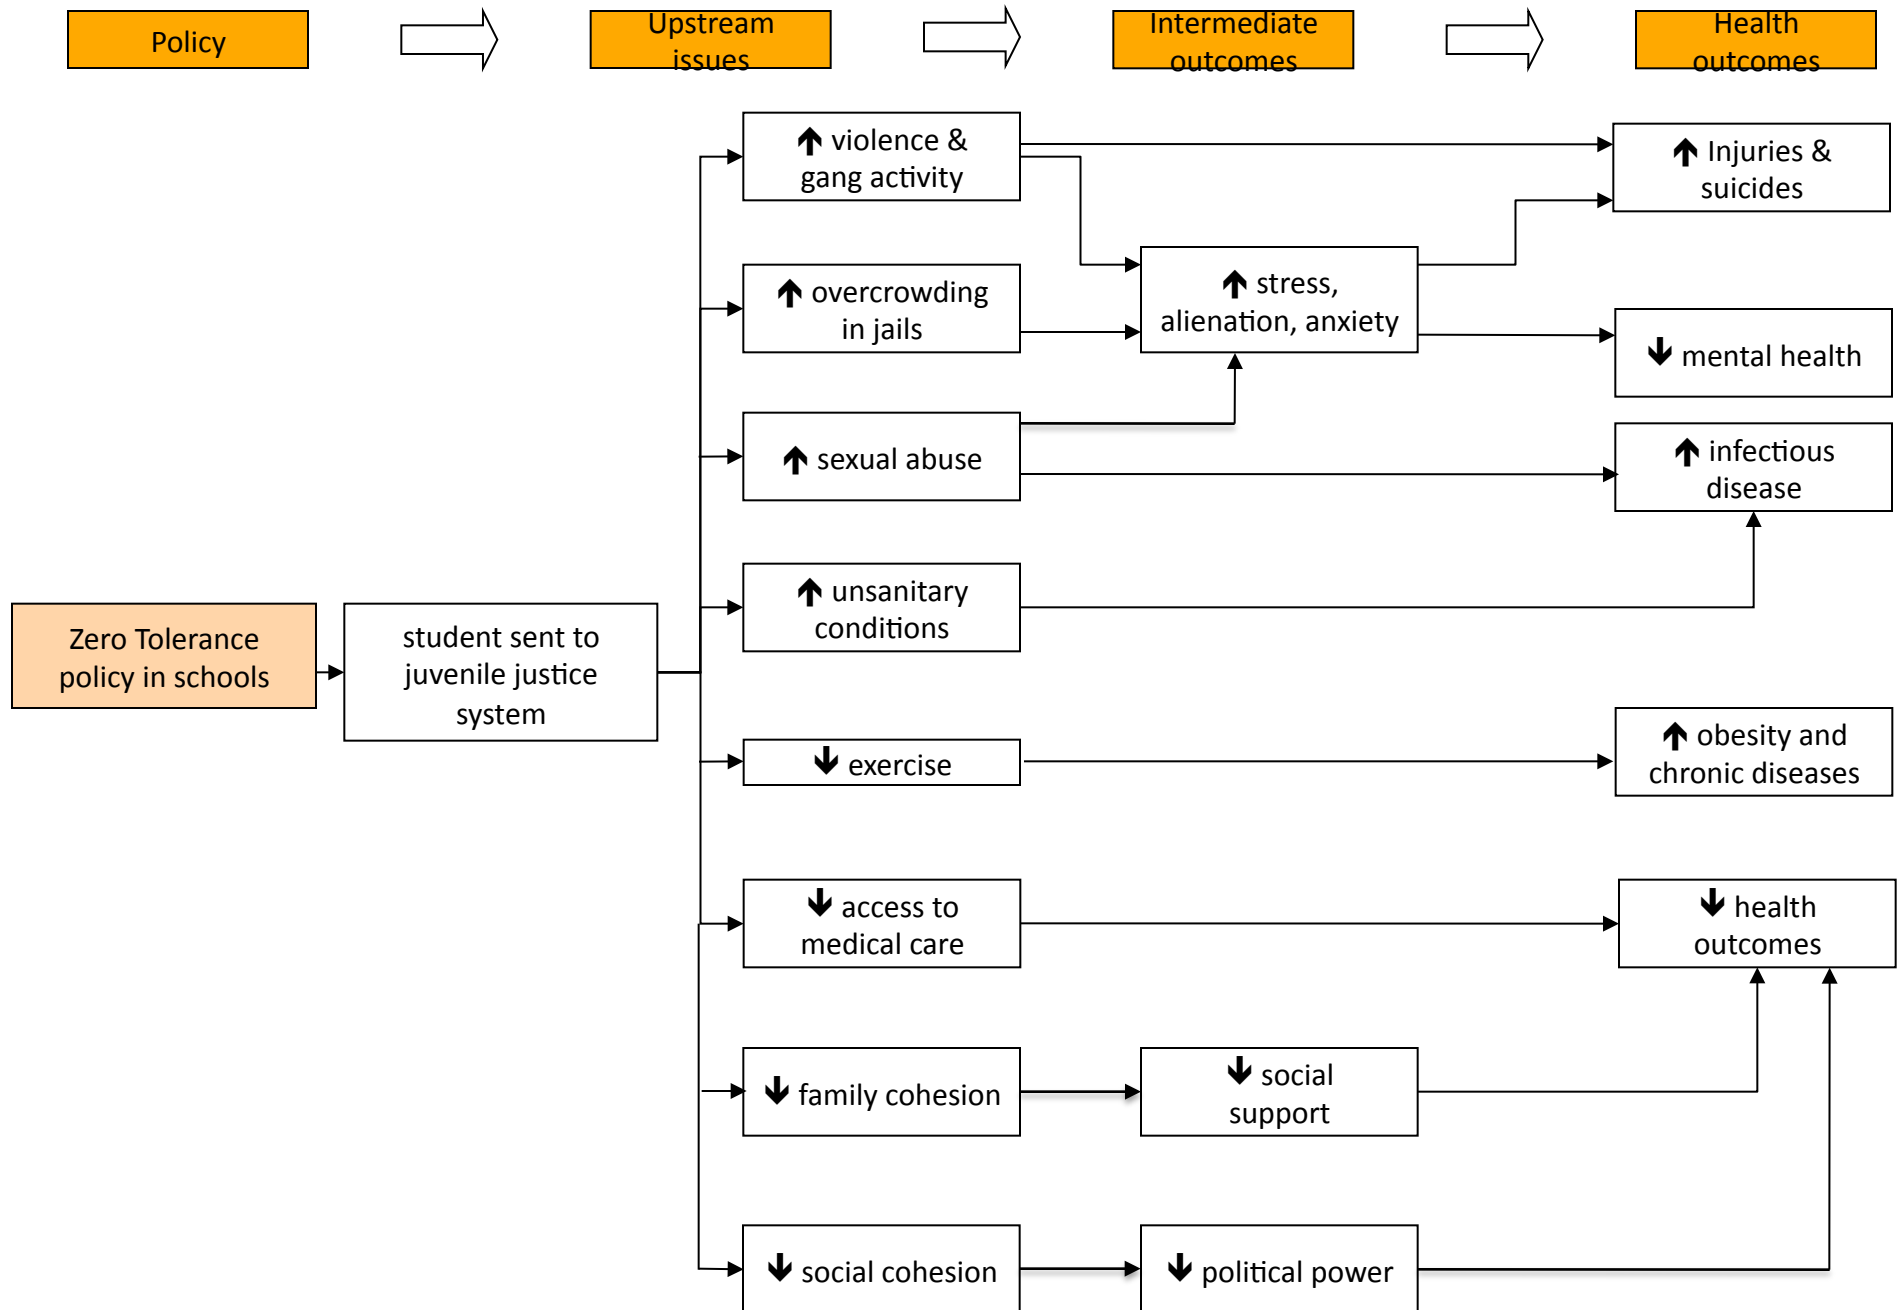 Policy
Upstream
issues
Intermediate
outcomes
Health
outcomes
↑ violence &
gang activity
↑ Injuries &
suicides
↑ overcrowding
in jails
↑ stress,
alienation, anxiety
↓ mental health
↑ sexual abuse
↑ infectious
disease
↑ unsanitary
conditions
Zero Tolerance
policy in schools
student sent to
juvenile justice
system
↓ exercise
↑ obesity and
chronic diseases
↓ access to
medical care
↓ health
outcomes
↓ family cohesion
↓ social
support
↓ social cohesion
↓ political power